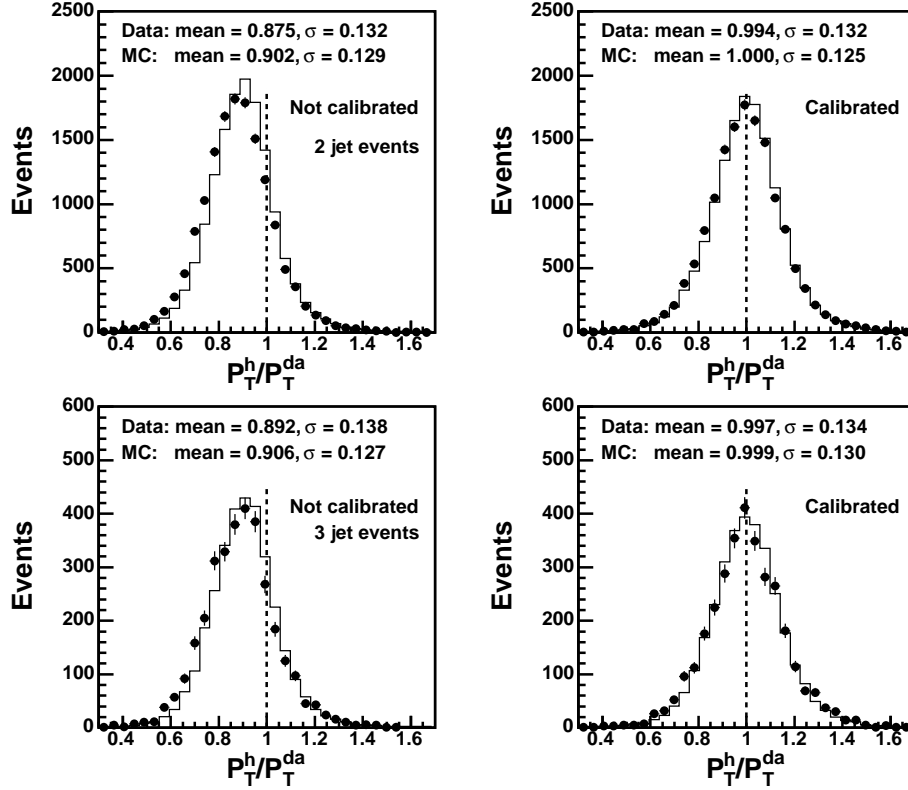 2500
2000
1500
1000
500
0
Events
Data: mean = 0.875, σ = 0.132
MC: mean = 0.902, σ = 0.129
Not calibrated
2 jet events
0.4 0.6 0.8 1 1.2 1.4 1.6
P_T^h/P_T^da
2500
2000
1500
1000
500
0
Events
Data: mean = 0.994, σ = 0.132
MC: mean = 1.000, σ = 0.125
Calibrated
0.4 0.6 0.8 1 1.2 1.4 1.6
P_T^h/P_T^da
600
500
400
300
200
100
0
Events
Data: mean = 0.892, σ = 0.138
MC: mean = 0.906, σ = 0.127
Not calibrated
3 jet events
0.4 0.6 0.8 1 1.2 1.4 1.6
P_T^h/P_T^da
600
500
400
300
200
100
0
Events
Data: mean = 0.997, σ = 0.134
MC: mean = 0.999, σ = 0.130
Calibrated
0.4 0.6 0.8 1 1.2 1.4 1.6
P_T^h/P_T^da